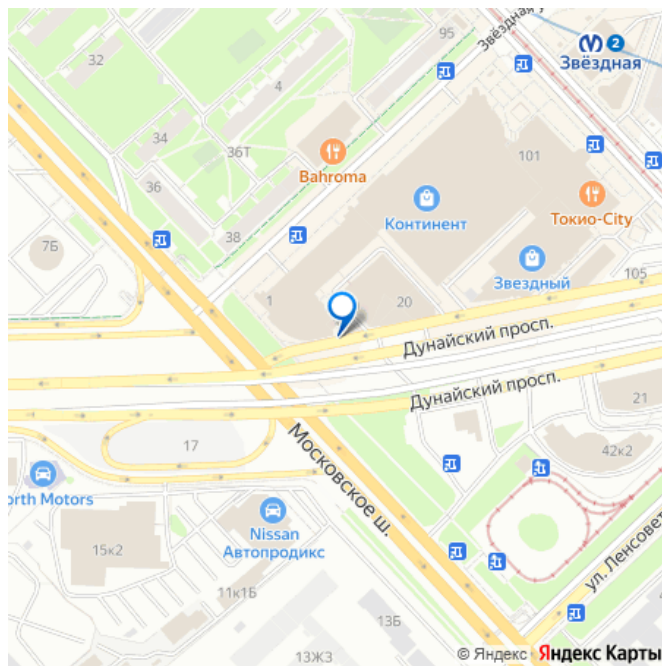 95
Звёздная у
2
Звёздная
32
4
34
36Т
Bahroma
101
36
Континент
Токио-City
7Б
38
Звездный
1
20
105
Дунайский просп.
Дунайский просп.
21
17
Московское ш.
42к2
orth Motors
Nissan
Автопродикс
15к2
ул. Ленсовет
11к1Б
13Б
4
13Ж3
© Яндекс Яндекс Карты